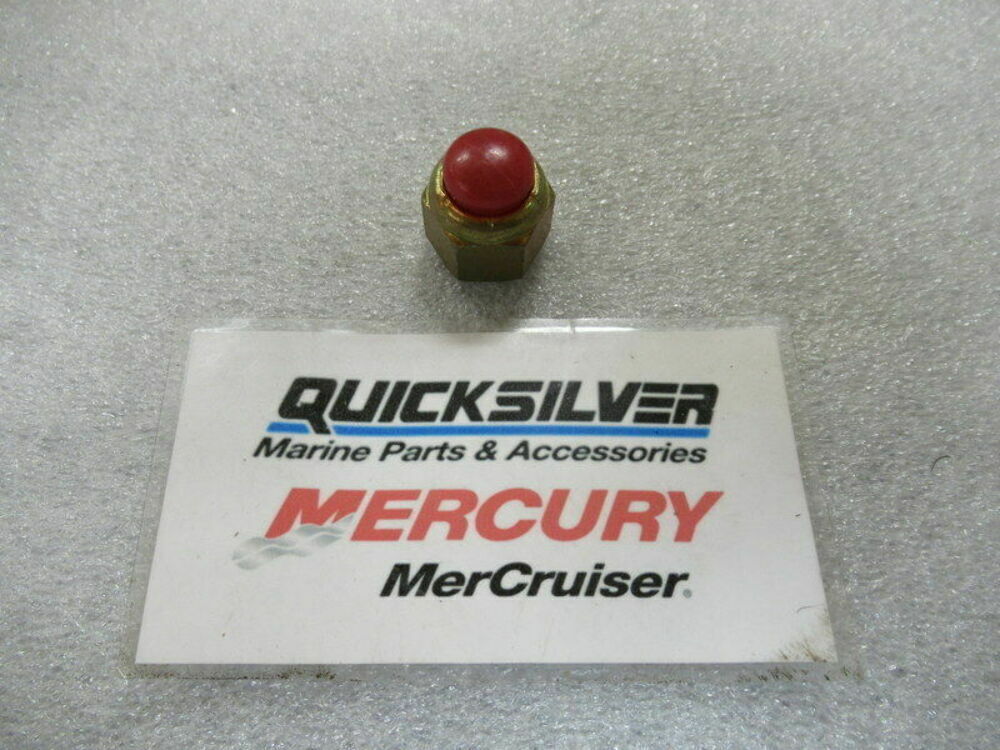 QUICKSILVER
Marine Parts & Accessories
MERCURY
MerCruiser®